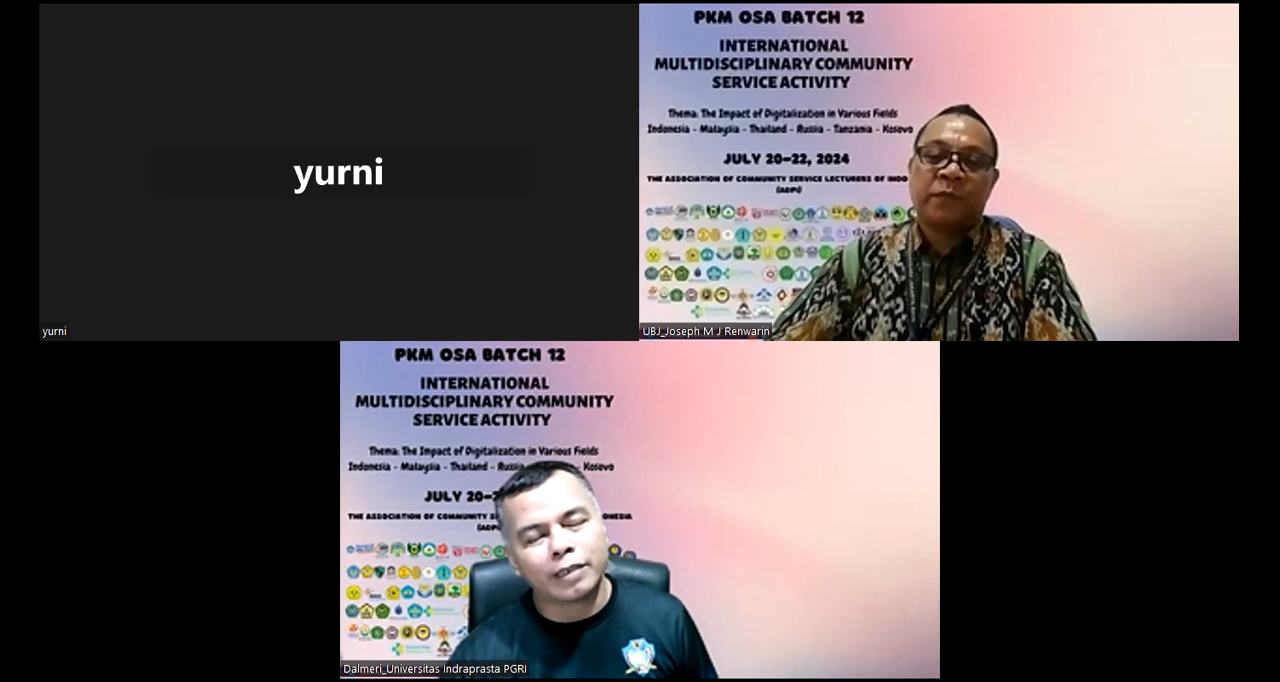 yurni
yurni
PKM OSA BATCH 12
INTERNATIONAL
MULTIDISCIPLINARY COMMUNITY
SERVICE ACTIVITY
Thema: The Impact of Digitalization in Various Fields
Indonesia - Malaysia - Thailand - Russia - Tanzania - Kosovo
JULY 20-22, 2024
THE ASSOCIATION OF COMMUNITY SERVICE LECTURERS OF INDO
(ADPI)
UBJ_Joseph M J Renwarin
PKM OSA BATCH 12
INTERNATIONAL
MULTIDISCIPLINARY COMMUNITY
SERVICE ACTIVITY
Thema: The Impact of Digitalization in Various Fields
Indonesia - Malaysia - Thailand - Russia - Kosovo
JULY 20-2
THE ASSOCIATION OF COMMUNITY S ONESIA
(ADPI
Dalmeri_Universitas Indraprasta PGRI